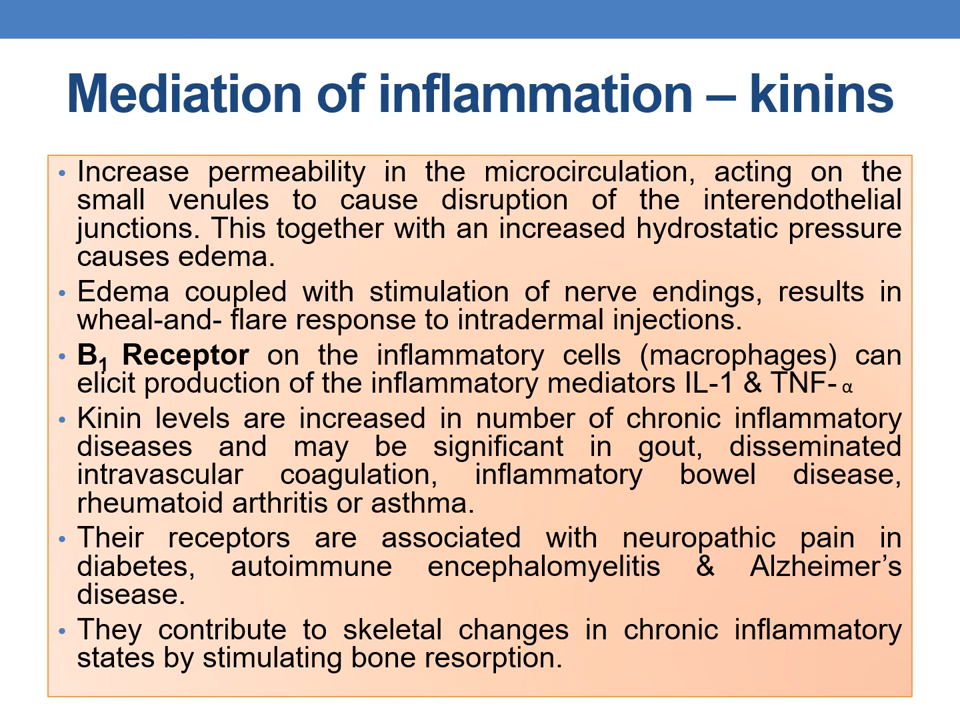 Mediation of inflammation – kinins
• Increase permeability in the microcirculation, acting on the
small venules to cause disruption of the interendothelial
junctions. This together with an increased hydrostatic pressure
causes edema.
• Edema coupled with stimulation of nerve endings, results in
wheal-and- flare response to intradermal injections.
• B₁ Receptor on the inflammatory cells (macrophages) can
elicit production of the inflammatory mediators IL-1 & TNF- α
• Kinin levels are increased in number of chronic inflammatory
diseases and may be significant in gout, disseminated
intravascular coagulation, inflammatory bowel disease,
rheumatoid arthritis or asthma.
• Their receptors are associated with neuropathic pain in
diabetes, autoimmune encephalomyelitis & Alzheimer’s
disease.
• They contribute to skeletal changes in chronic inflammatory
states by stimulating bone resorption.